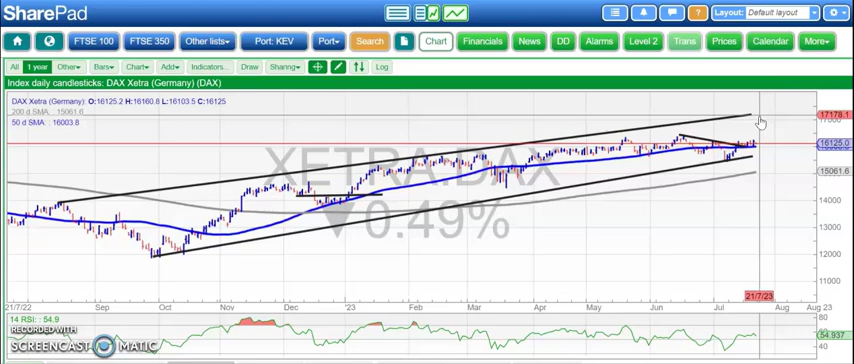 SharePad
Layout: Default layout
FTSE 100 FTSE 350 Other lists Port: KEV Port Search Chart Financials News DD Alarms Level 2 Trans Prices Calendar More
All 1 year Other Bars Chart Add Indicators... Draw Sharing Log
Index daily candlesticks: DAX Xetra (Germany) (DAX)
DAX Xetra (Germany): O:16125.2 H:16160.8 L:16103.5 C:16125
200 d SMA: 15061.6
50 d SMA: 16003.8
17178.1
17000
16125.0
15061.6
14000
13000
12000
11000
XETRA:DAX
▼0.49%
21/7/23
21/7/22 Sep Oct Nov Dec '23 Feb Mar Apr May Jun Jul Aug Aug 23
14 RSI: 54.9
80
54.937
40
RECORDED WITH
SCREENCAST MATIC